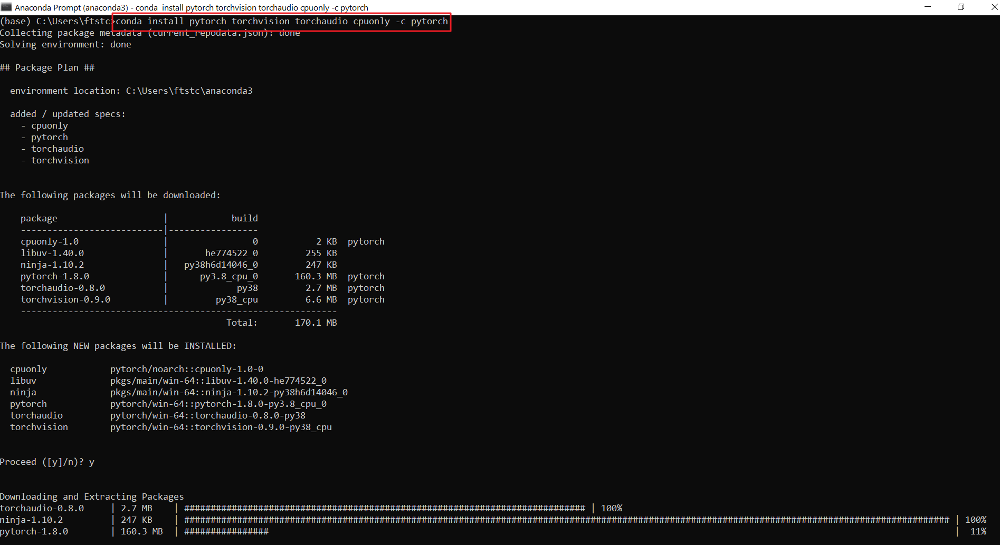 Anaconda Prompt (anaconda3) - conda  install pytorch torchvision torchaudio cpuonly -c pytorch
(base) C:\Users\ftstc>conda install pytorch torchvision torchaudio cpuonly -c pytorch
Collecting package metadata (current_repodata.json): done
Solving environment: done
## Package Plan ##
  environment location: C:\Users\ftstc\anaconda3
  added / updated specs:
    - cpuonly
    - pytorch
    - torchaudio
    - torchvision
The following packages will be downloaded:
    package                    |            build
    ---------------------------|-----------------
    cpuonly-1.0                |                0           2 KB  pytorch
    libuv-1.40.0               |       he774522_0         255 KB
    ninja-1.10.2               |   py38h6d14046_0         247 KB
    pytorch-1.8.0              |      py3.8_cpu_0       160.3 MB  pytorch
    torchaudio-0.8.0           |             py38         2.7 MB  pytorch
    torchvision-0.9.0          |         py38_cpu         6.6 MB  pytorch
    ------------------------------------------------------------
                                           Total:       170.1 MB
The following NEW packages will be INSTALLED:
  cpuonly            pytorch/noarch::cpuonly-1.0-0
  libuv              pkgs/main/win-64::libuv-1.40.0-he774522_0
  ninja              pkgs/main/win-64::ninja-1.10.2-py38h6d14046_0
  pytorch            pytorch/win-64::pytorch-1.8.0-py3.8_cpu_0
  torchaudio         pytorch/win-64::torchaudio-0.8.0-py38
  torchvision        pytorch/win-64::torchvision-0.9.0-py38_cpu
Proceed ([y]/n)? y
Downloading and Extracting Packages
torchaudio-0.8.0     | 2.7 MB    | ############################################################################ | 100%
ninja-1.10.2         | 247 KB    | ################################################################################################################################################# | 100%
pytorch-1.8.0        | 160.3 MB  | ################                                                                                                                                  |  11%